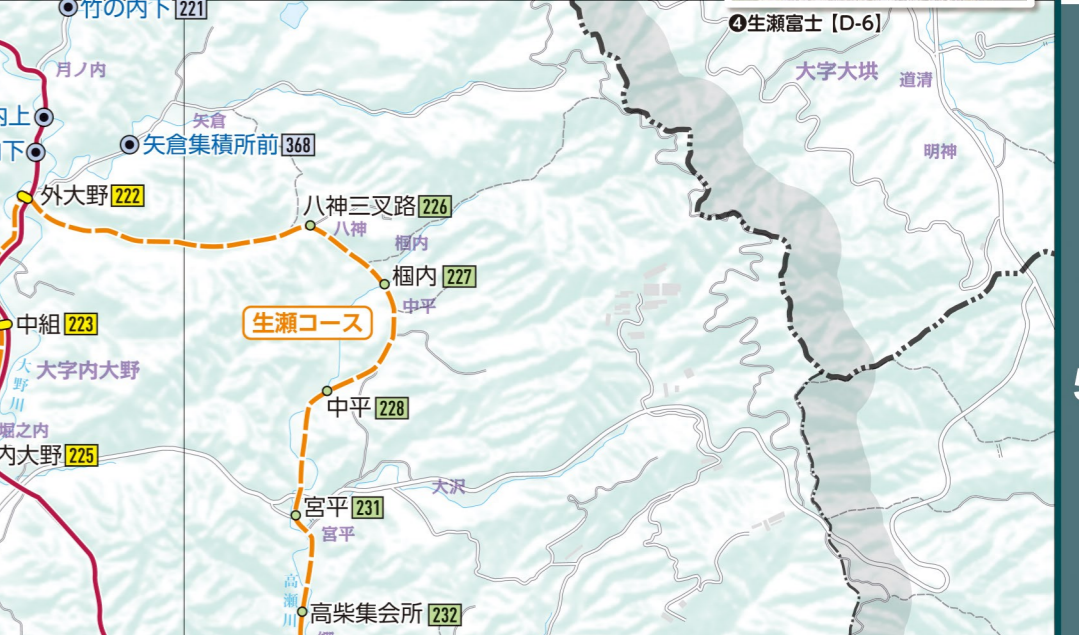 竹の内下 221
❹生瀬富士【D-6】
月ノ内
大字大垬
道清
内上
矢倉
矢倉集積所前 368
下
明神
外大野 222
八神三叉路 226
八神
梱内
梱内 227
中平
生瀬コース
中組 223
大野川
大字内大野
中平 228
堀之内
内大野 225
大沢
宮平 231
宮平
高瀬川
高柴集会所 232